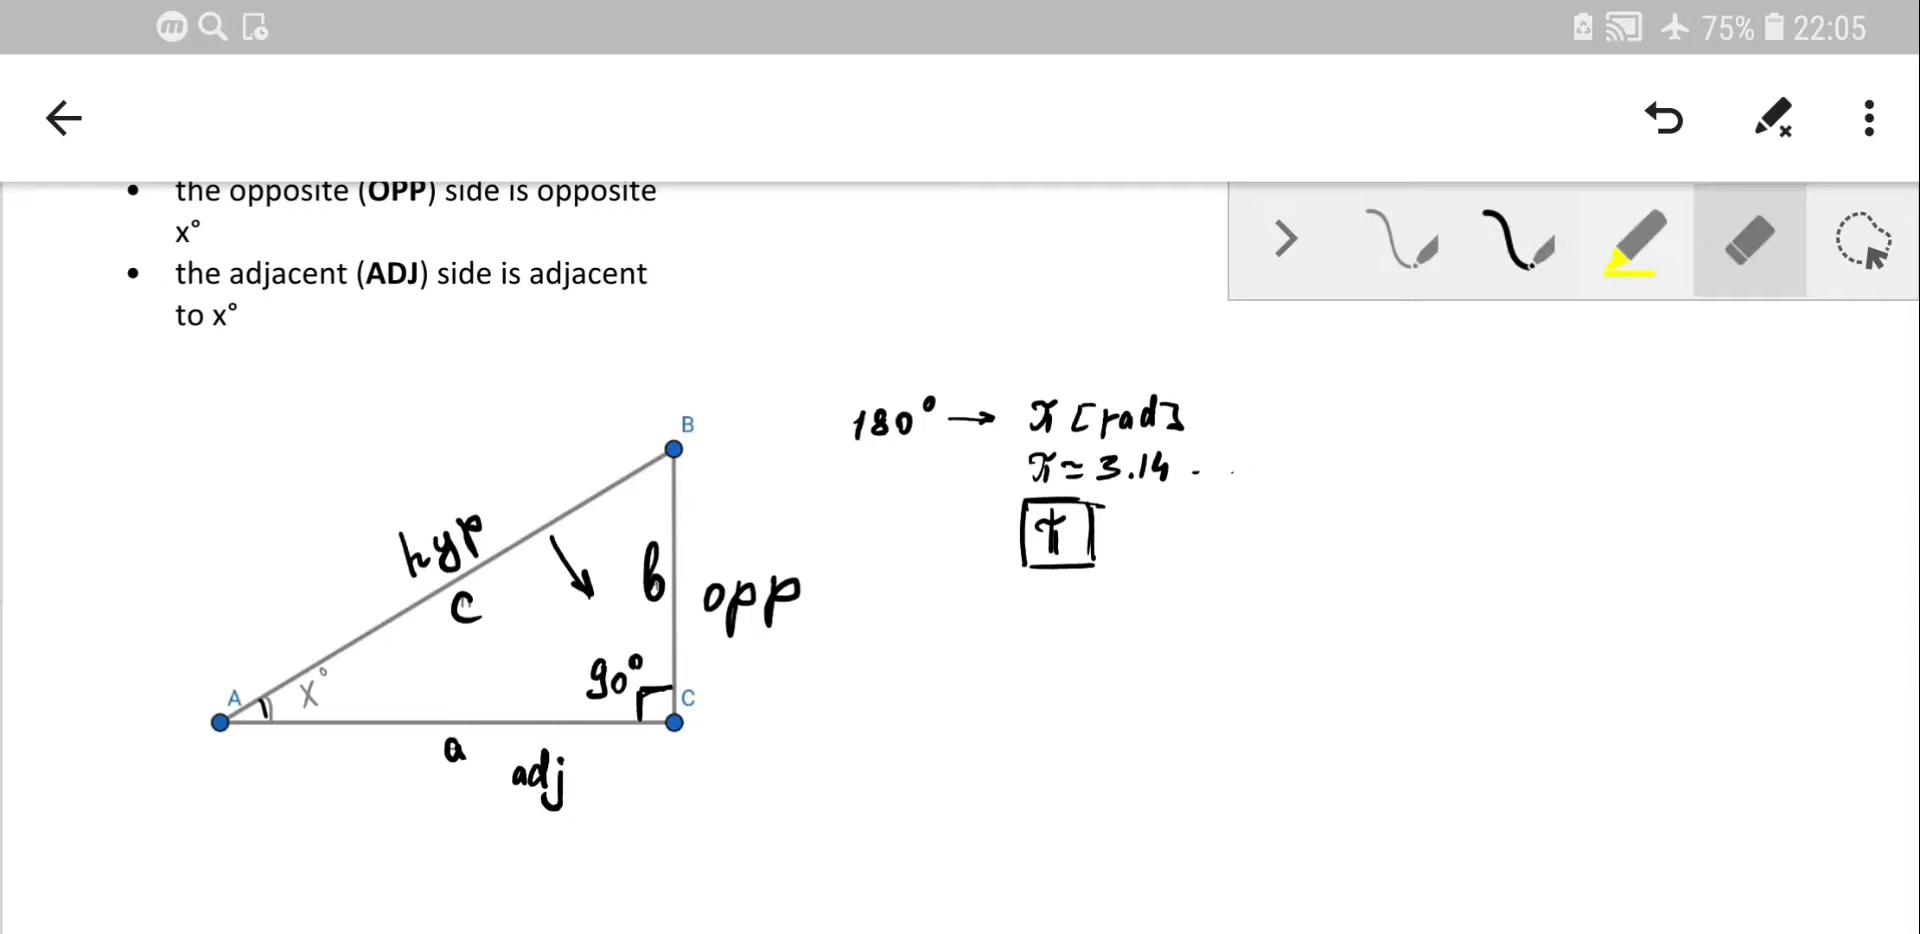 75% 22:05
• the opposite (OPP) side is opposite
x°
• the adjacent (ADJ) side is adjacent
to x°
B
180° → π [rad]
π ≈ 3.14 . .
π
hyp
c
b
opp
90°
A
x°
C
a
adj